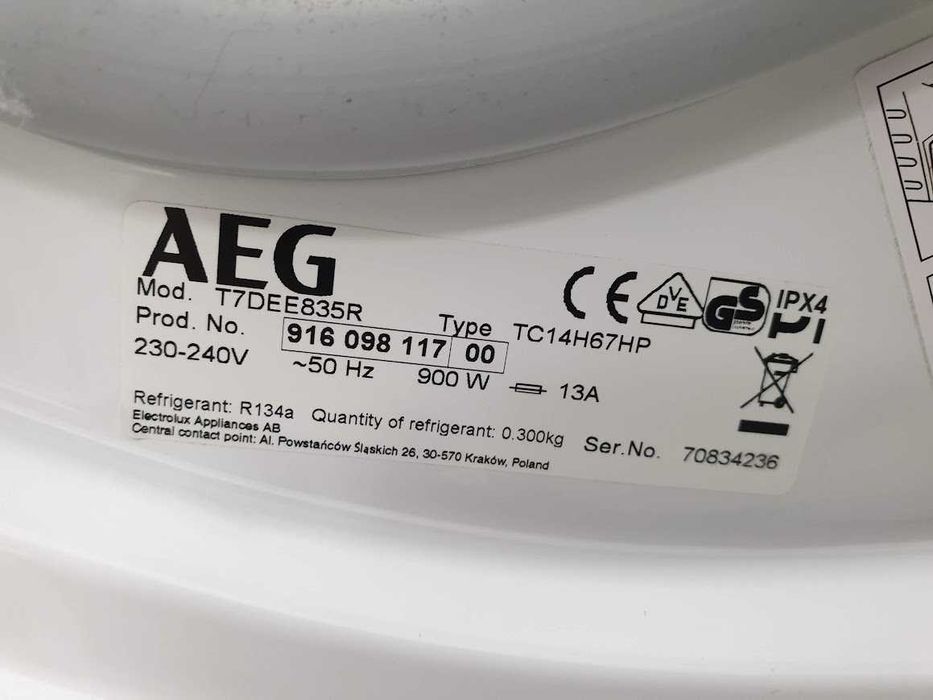 AEG
Mod. T7DEE835R
Type TC14H67HP
Prod. No. 916 098 117 00
230-240V ~50 Hz 900 W 13A
Refrigerant: R134a Quantity of refrigerant: 0.300kg
Electrolux Appliances AB
Central contact point: Al. Powstańców Śląskich 26, 30-570 Kraków, Poland
Ser.No. 70834236
CE
DVE
GS
IPX4